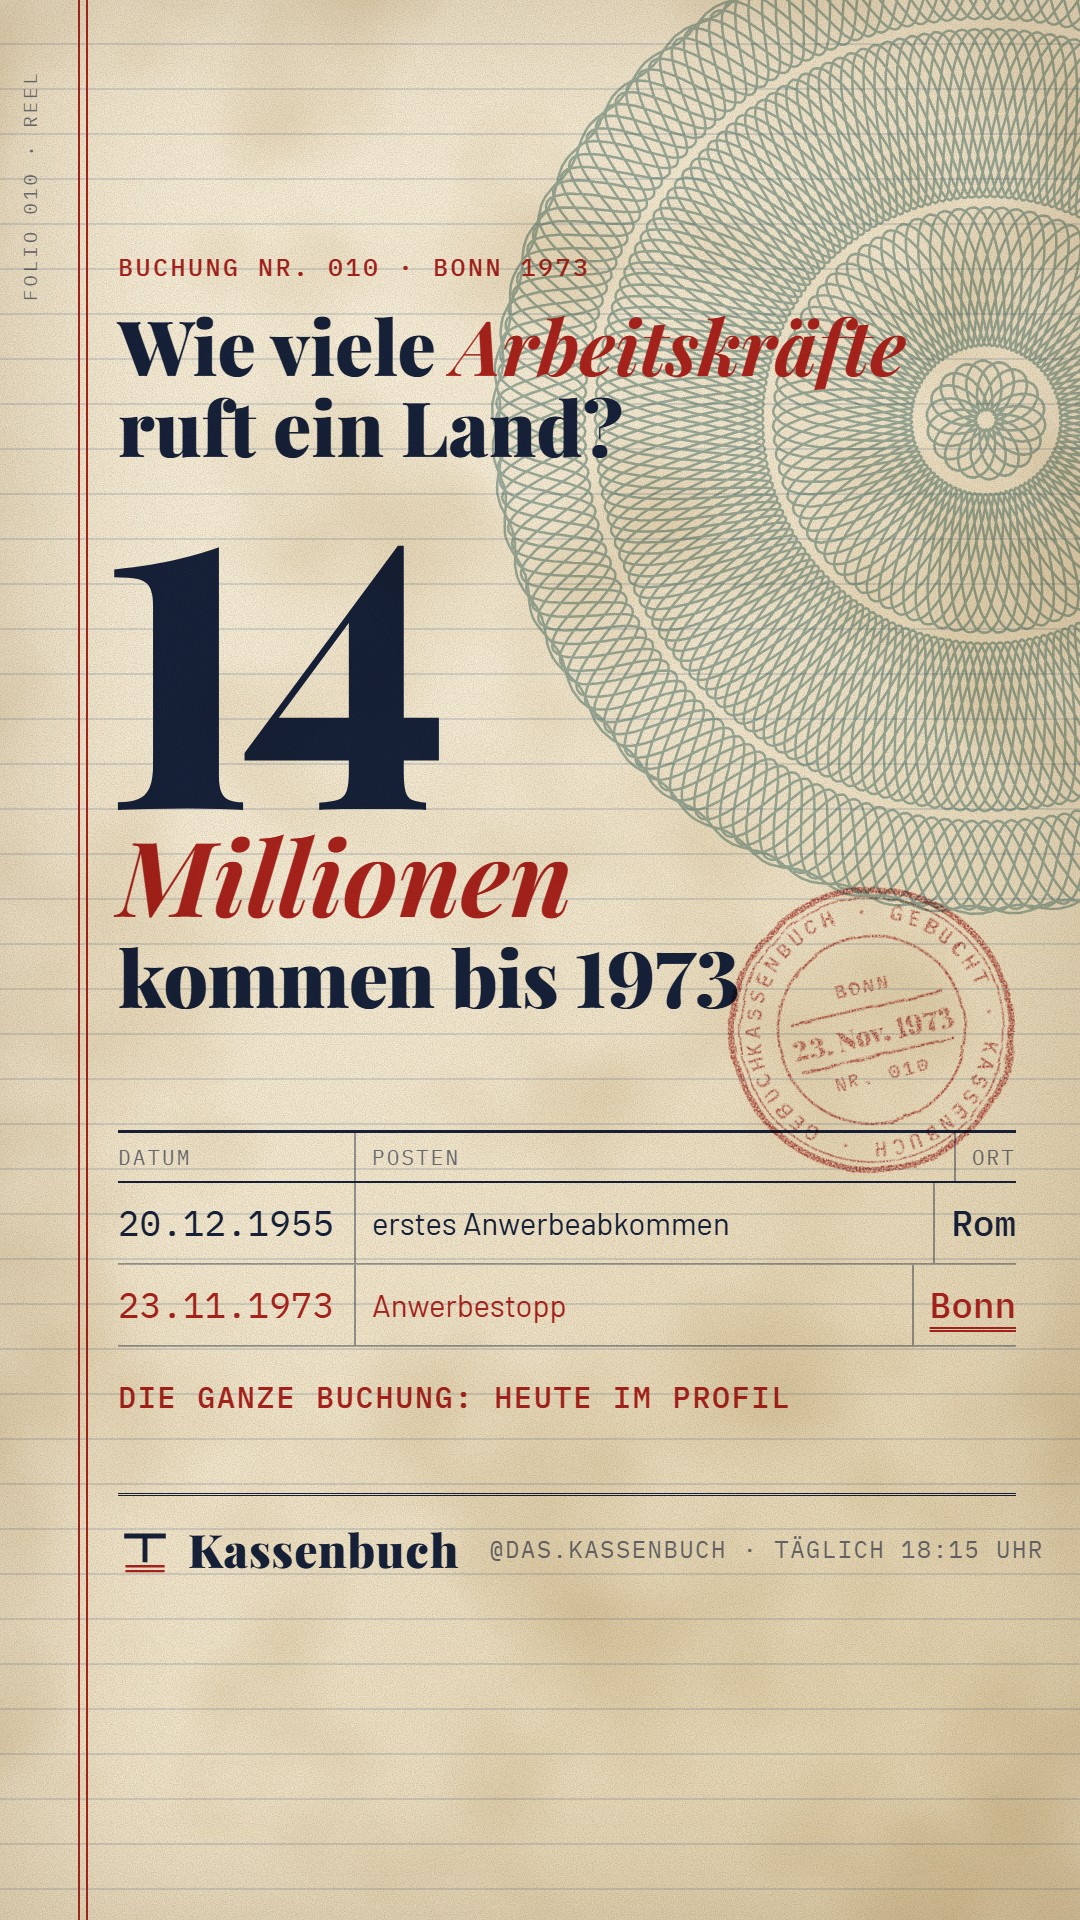 FOLIO 010 · REEL
BUCHUNG NR. 010 · BONN 1973
Wie viele Arbeitskräfte
ruft ein Land?
14
Millionen
kommen bis 1973
KASSENBUCH · GEBUCHT · KASSENBUCH · GEBUCH
BONN
23. Nov. 1973
NR. 010
DATUM POSTEN ORT
20.12.1955 erstes Anwerbeabkommen Rom
23.11.1973 Anwerbestopp Bonn
DIE GANZE BUCHUNG: HEUTE IM PROFIL
Kassenbuch @DAS.KASSENBUCH · TÄGLICH 18:15 UHR